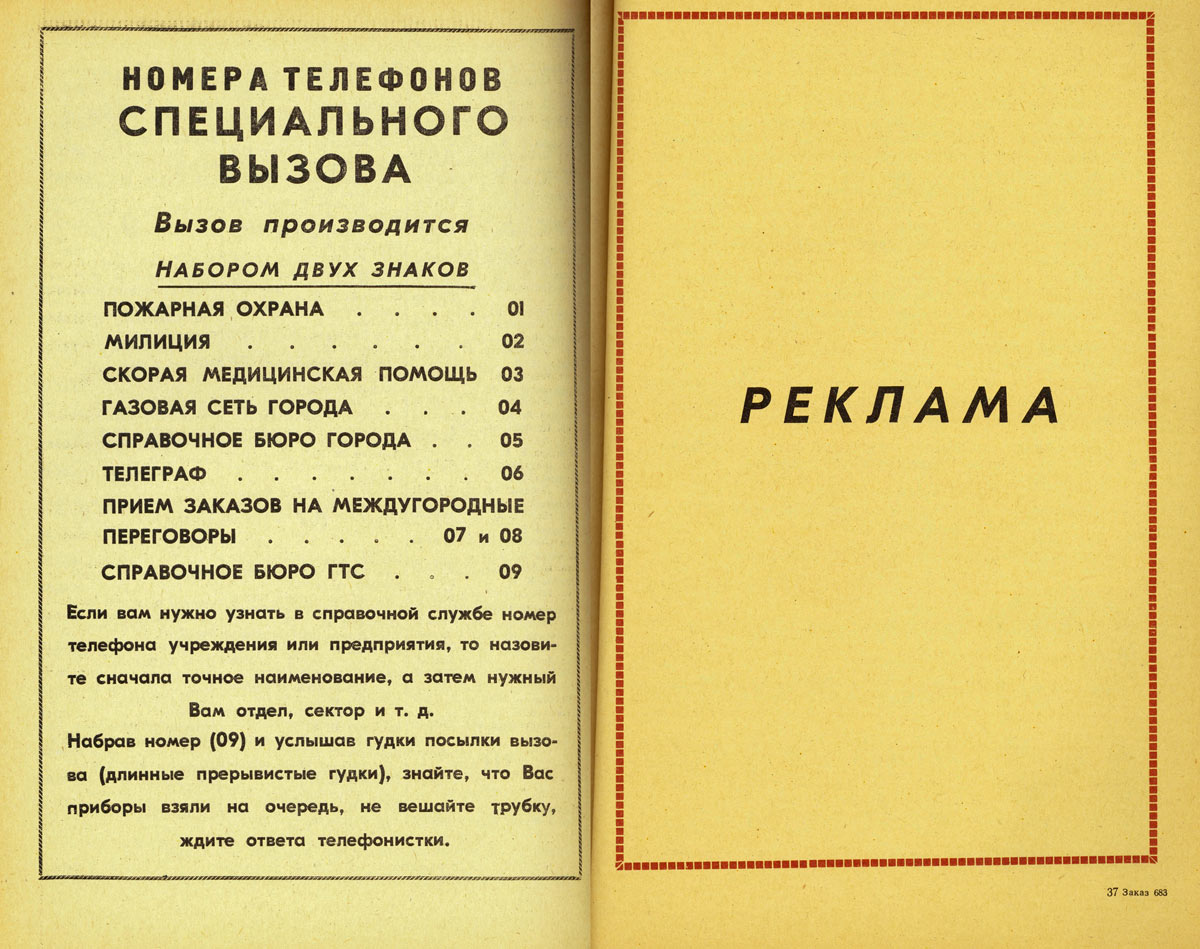 НОМЕРА ТЕЛЕФОНОВ
СПЕЦИАЛЬНОГО
ВЫЗОВА
Вызов производится
НАБОРОМ ДВУХ ЗНАКОВ
ПОЖАРНАЯ ОХРАНА . . . . 01
МИЛИЦИЯ . . . . . . 02
СКОРАЯ МЕДИЦИНСКАЯ ПОМОЩЬ 03
ГАЗОВАЯ СЕТЬ ГОРОДА . . . 04
СПРАВОЧНОЕ БЮРО ГОРОДА . . 05
ТЕЛЕГРАФ . . . . . . . 06
ПРИЕМ ЗАКАЗОВ НА МЕЖДУГОРОДНЫЕ
ПЕРЕГОВОРЫ . . . . . 07 и 08
СПРАВОЧНОЕ БЮРО ГТС . . . 09
Если вам нужно узнать в справочной службе номер
телефона учреждения или предприятия, то назови-
те сначала точное наименование, а затем нужный
Вам отдел, сектор и т. д.
Набрав номер (09) и услышав гудки посылки вызо-
ва (длинные прерывистые гудки), знайте, что Вас
приборы взяли на очередь, не вешайте трубку,
ждите ответа телефонистки.
РЕКЛАМА
37 Заказ 683